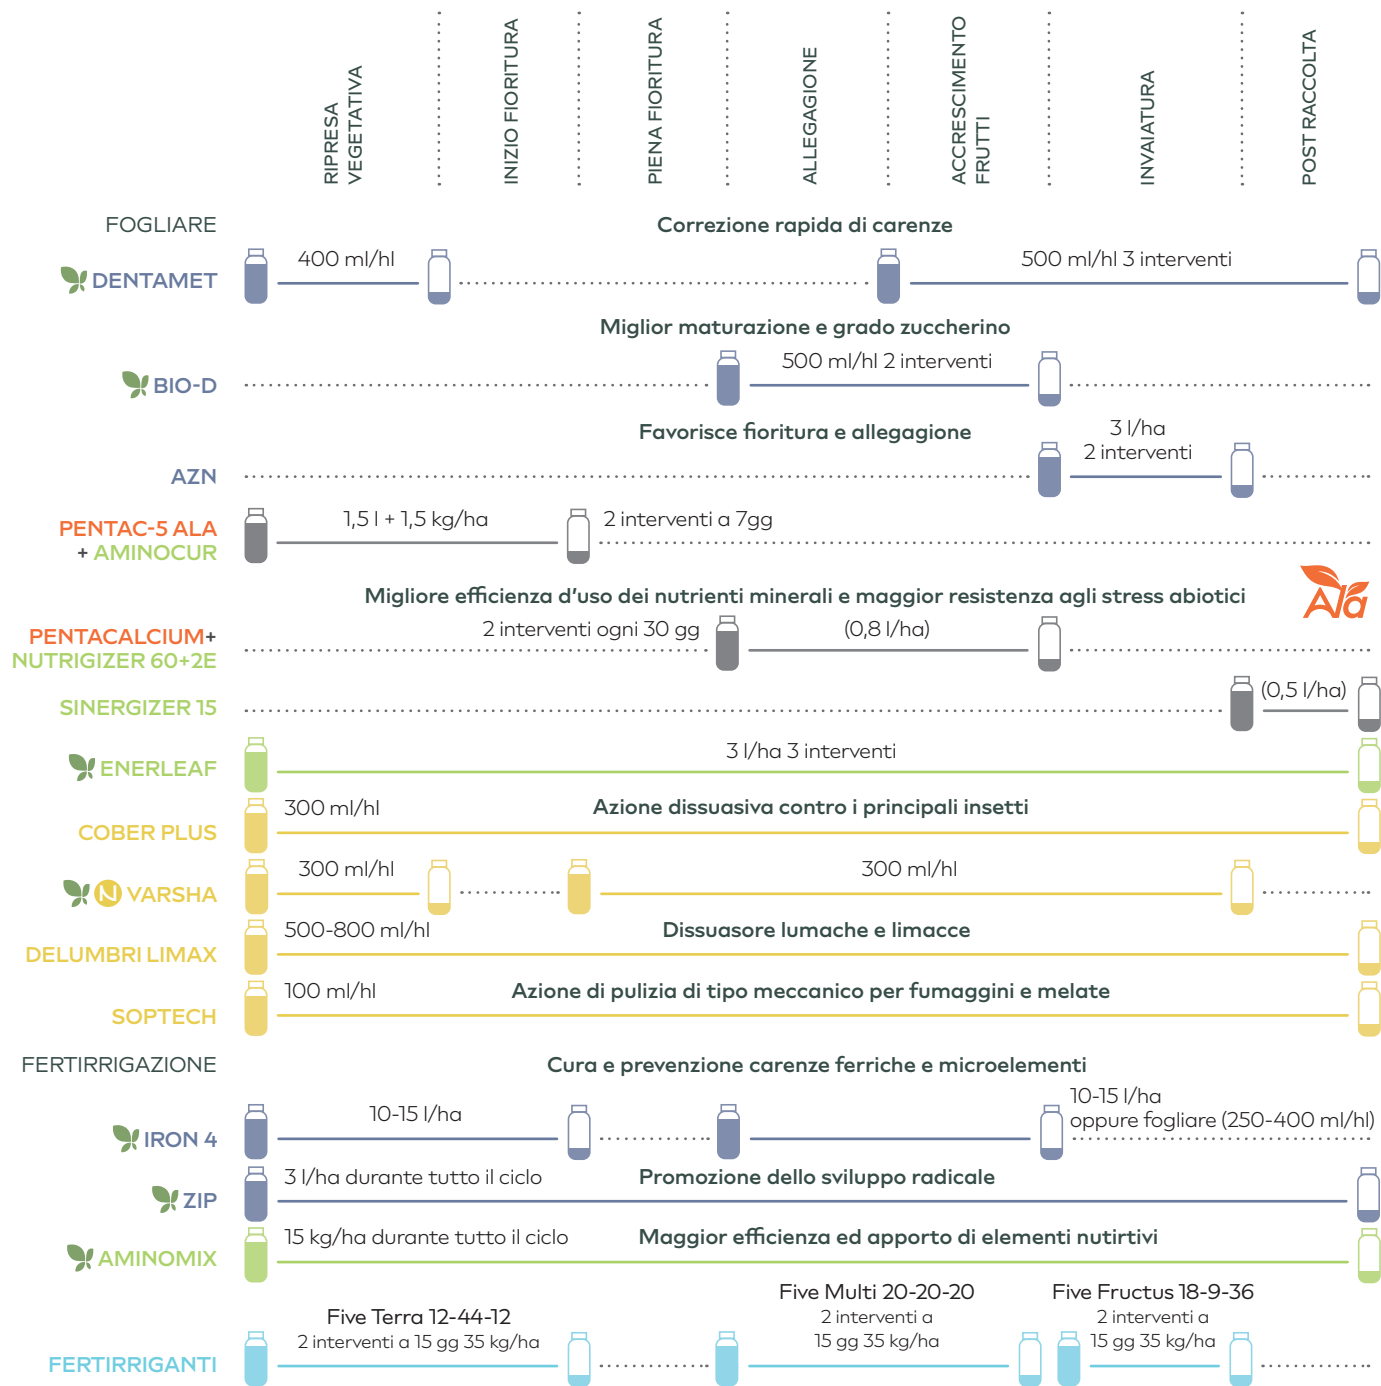 RIPRESA
VEGETATIVA
INIZIO FIORITURA
PIENA FIORITURA
ALLEGAGIONE
ACCRESCIMENTO
FRUTTI
INVAIATURA
POST RACCOLTA
FOGLIARE
Correzione rapida di carenze
DENTAMET
400 ml/hl
500 ml/hl 3 interventi
Miglior maturazione e grado zuccherino
BIO-D
500 ml/hl 2 interventi
Favorisce fioritura e allegagione
3 l/ha
2 interventi
AZN
PENTAC-5 ALA
+ AMINOCUR
1,5 l + 1,5 kg/ha
2 interventi a 7gg
Ala
Migliore efficienza d'uso dei nutrienti minerali e maggior resistenza agli stress abiotici
PENTACALCIUM+
NUTRIGIZER 60+2E
2 interventi ogni 30 gg
(0,8 l/ha)
SINERGIZER 15
(0,5 l/ha)
ENERLEAF
3 l/ha 3 interventi
COBER PLUS
300 ml/hl
Azione dissuasiva contro i principali insetti
N VARSHA
300 ml/hl
300 ml/hl
DELUMBRI LIMAX
500-800 ml/hl
Dissuasore lumache e limacce
SOPTECH
100 ml/hl
Azione di pulizia di tipo meccanico per fumaggini e melate
FERTIRRIGAZIONE
Cura e prevenzione carenze ferriche e microelementi
IRON 4
10-15 l/ha
10-15 l/ha
oppure fogliare (250-400 ml/hl)
ZIP
3 l/ha durante tutto il ciclo
Promozione dello sviluppo radicale
AMINOMIX
15 kg/ha durante tutto il ciclo
Maggior efficienza ed apporto di elementi nutirtivi
FERTIRRIGANTI
Five Terra 12-44-12
2 interventi a 15 gg 35 kg/ha
Five Multi 20-20-20
2 interventi a
15 gg 35 kg/ha
Five Fructus 18-9-36
2 interventi a
15 gg 35 kg/ha